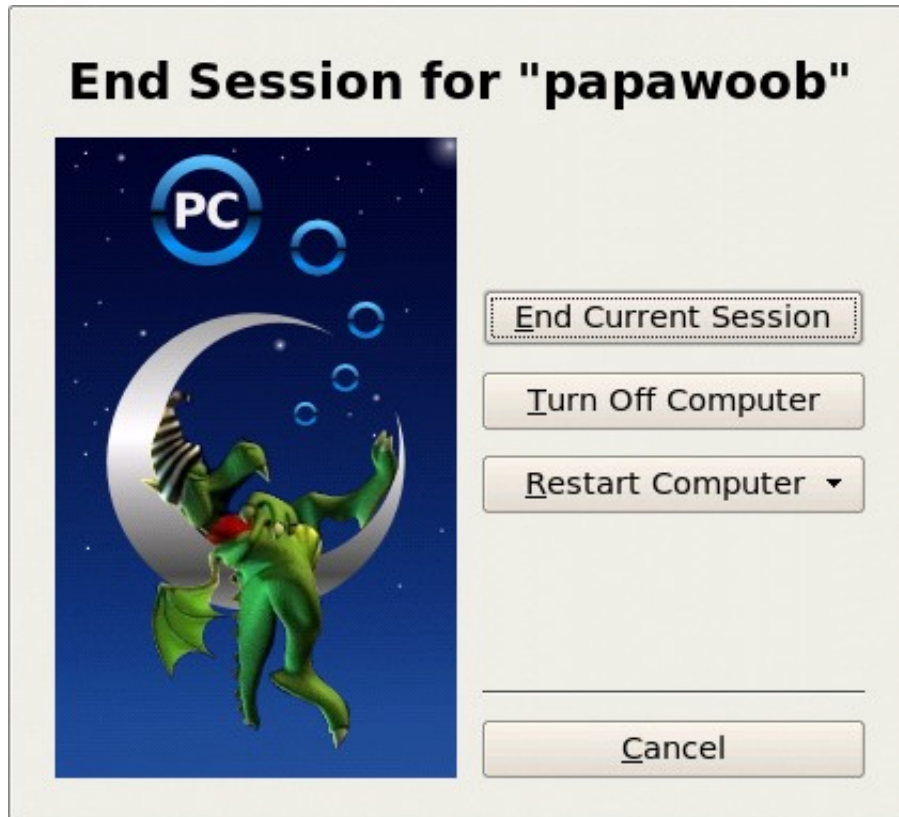 End Session for "papawoob"
PC
End Current Session
Turn Off Computer
Restart Computer
Cancel